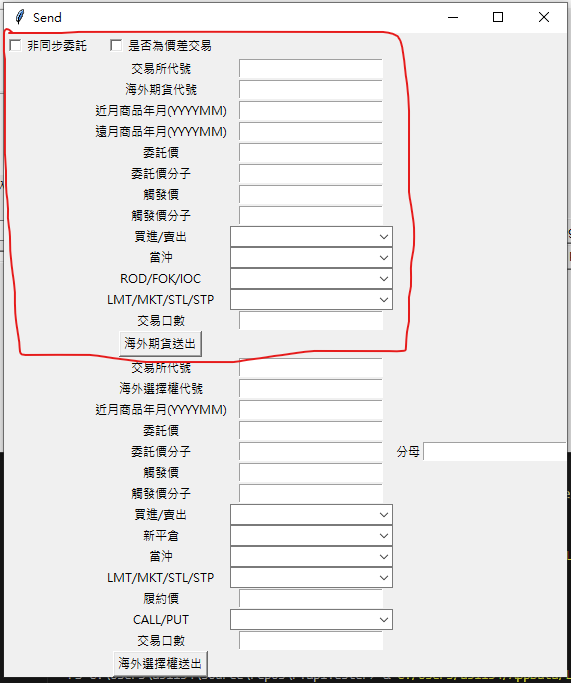 Send
非同步委託 是否為價差交易
交易所代號
海外期貨代號
近月商品年月(YYYYMM)
遠月商品年月(YYYYMM)
委託價
委託價分子
觸發價
觸發價分子
買進/賣出
當沖
ROD/FOK/IOC
LMT/MKT/STL/STP
交易口數
海外期貨送出
交易所代號
海外選擇權代號
近月商品年月(YYYYMM)
委託價
委託價分子 分母
觸發價
觸發價分子
買進/賣出
新平倉
當沖
LMT/MKT/STL/STP
履約價
CALL/PUT
交易口數
海外選擇權送出